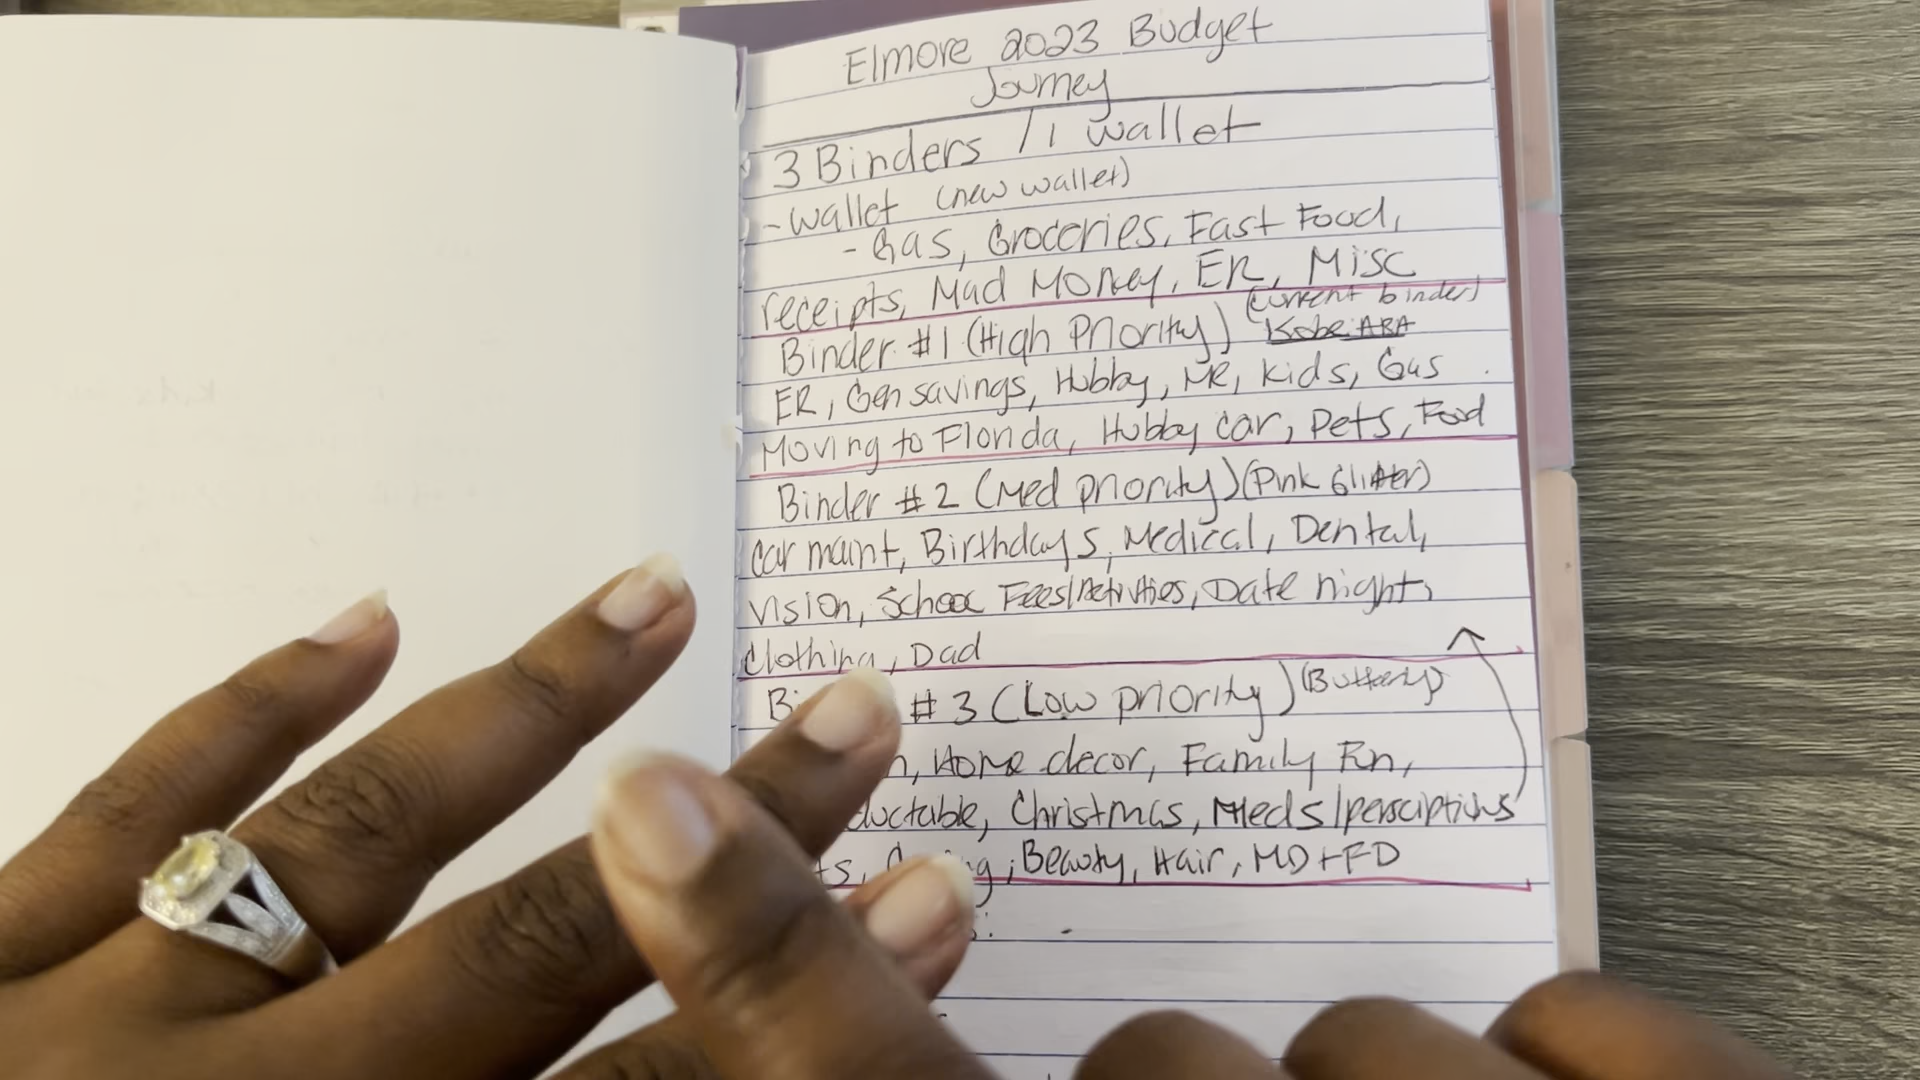 Elmore 2023 Budget
Journey
3 Binders / 1 wallet
- wallet (new wallet)
- Gas, Groceries, Fast Food,
receipts, Mad Money, ER, Misc
Binder #1 (High Priority) (current binder)
ER, Gen savings, Hubby, MR, Kids, Gas
Moving to Florida, Hubby car, Pets, Food
Binder #2 (Med priority) (Pink Glitter)
Car maint, Birthdays, Medical, Dental,
vision, School Fees/Activities, Date night,
Clothing, Dad
# 3 (Low priority) (Butterfly)
Home decor, Family Fun,
Christmas, Meds/perscriptions
Beauty, Hair, MD+FD